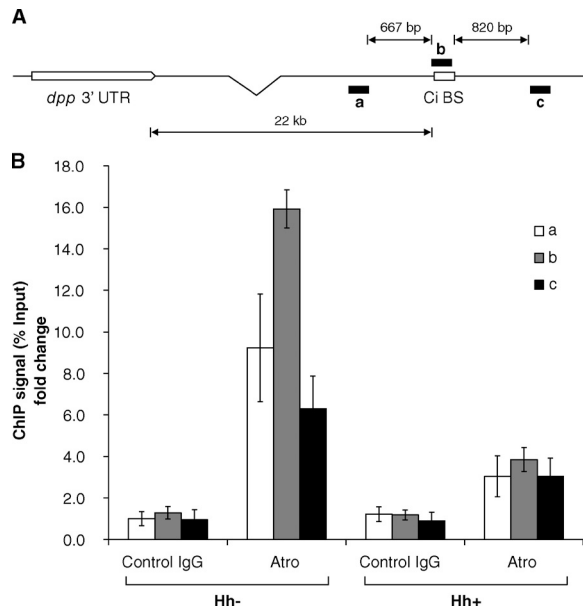 A
667 bp
820 bp
b
dpp 3' UTR
a
Ci BS
c
22 kb
B
ChIP signal (% Input)
fold change
18.0
16.0
14.0
12.0
10.0
8.0
6.0
4.0
2.0
0.0
a
b
c
Control IgG
Atro
Control IgG
Atro
Hh-
Hh+